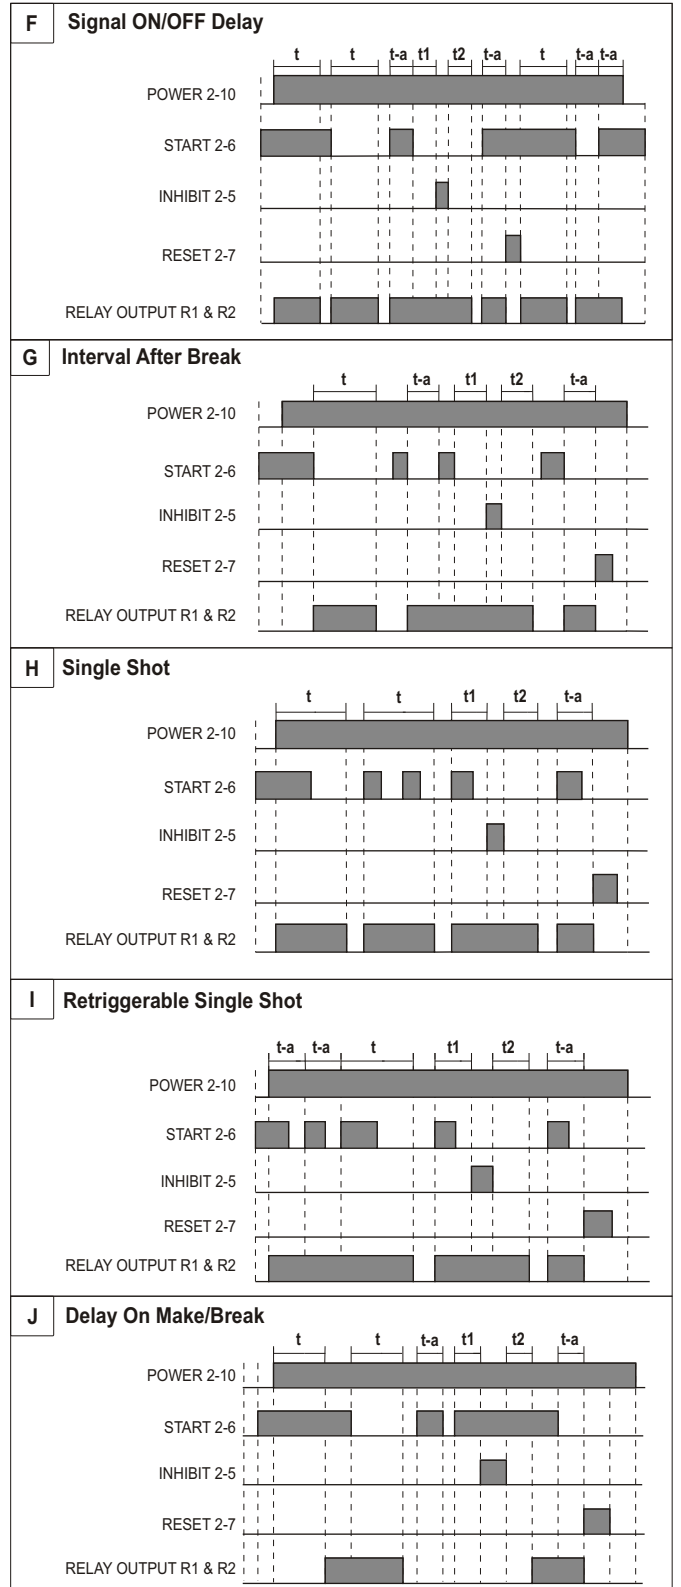 F Signal ON/OFF Delay
t t t-a t1 t2 t-a t t-a t-a
POWER 2-10
START 2-6
INHIBIT 2-5
RESET 2-7
RELAY OUTPUT R1 & R2
G Interval After Break
t t-a t1 t2 t-a
POWER 2-10
START 2-6
INHIBIT 2-5
RESET 2-7
RELAY OUTPUT R1 & R2
H Single Shot
t t t1 t2 t-a
POWER 2-10
START 2-6
INHIBIT 2-5
RESET 2-7
RELAY OUTPUT R1 & R2
I Retriggerable Single Shot
t-a t-a t t1 t2 t-a
POWER 2-10
START 2-6
INHIBIT 2-5
RESET 2-7
RELAY OUTPUT R1 & R2
J Delay On Make/Break
t t t-a t1 t2 t-a
POWER 2-10
START 2-6
INHIBIT 2-5
RESET 2-7
RELAY OUTPUT R1 & R2